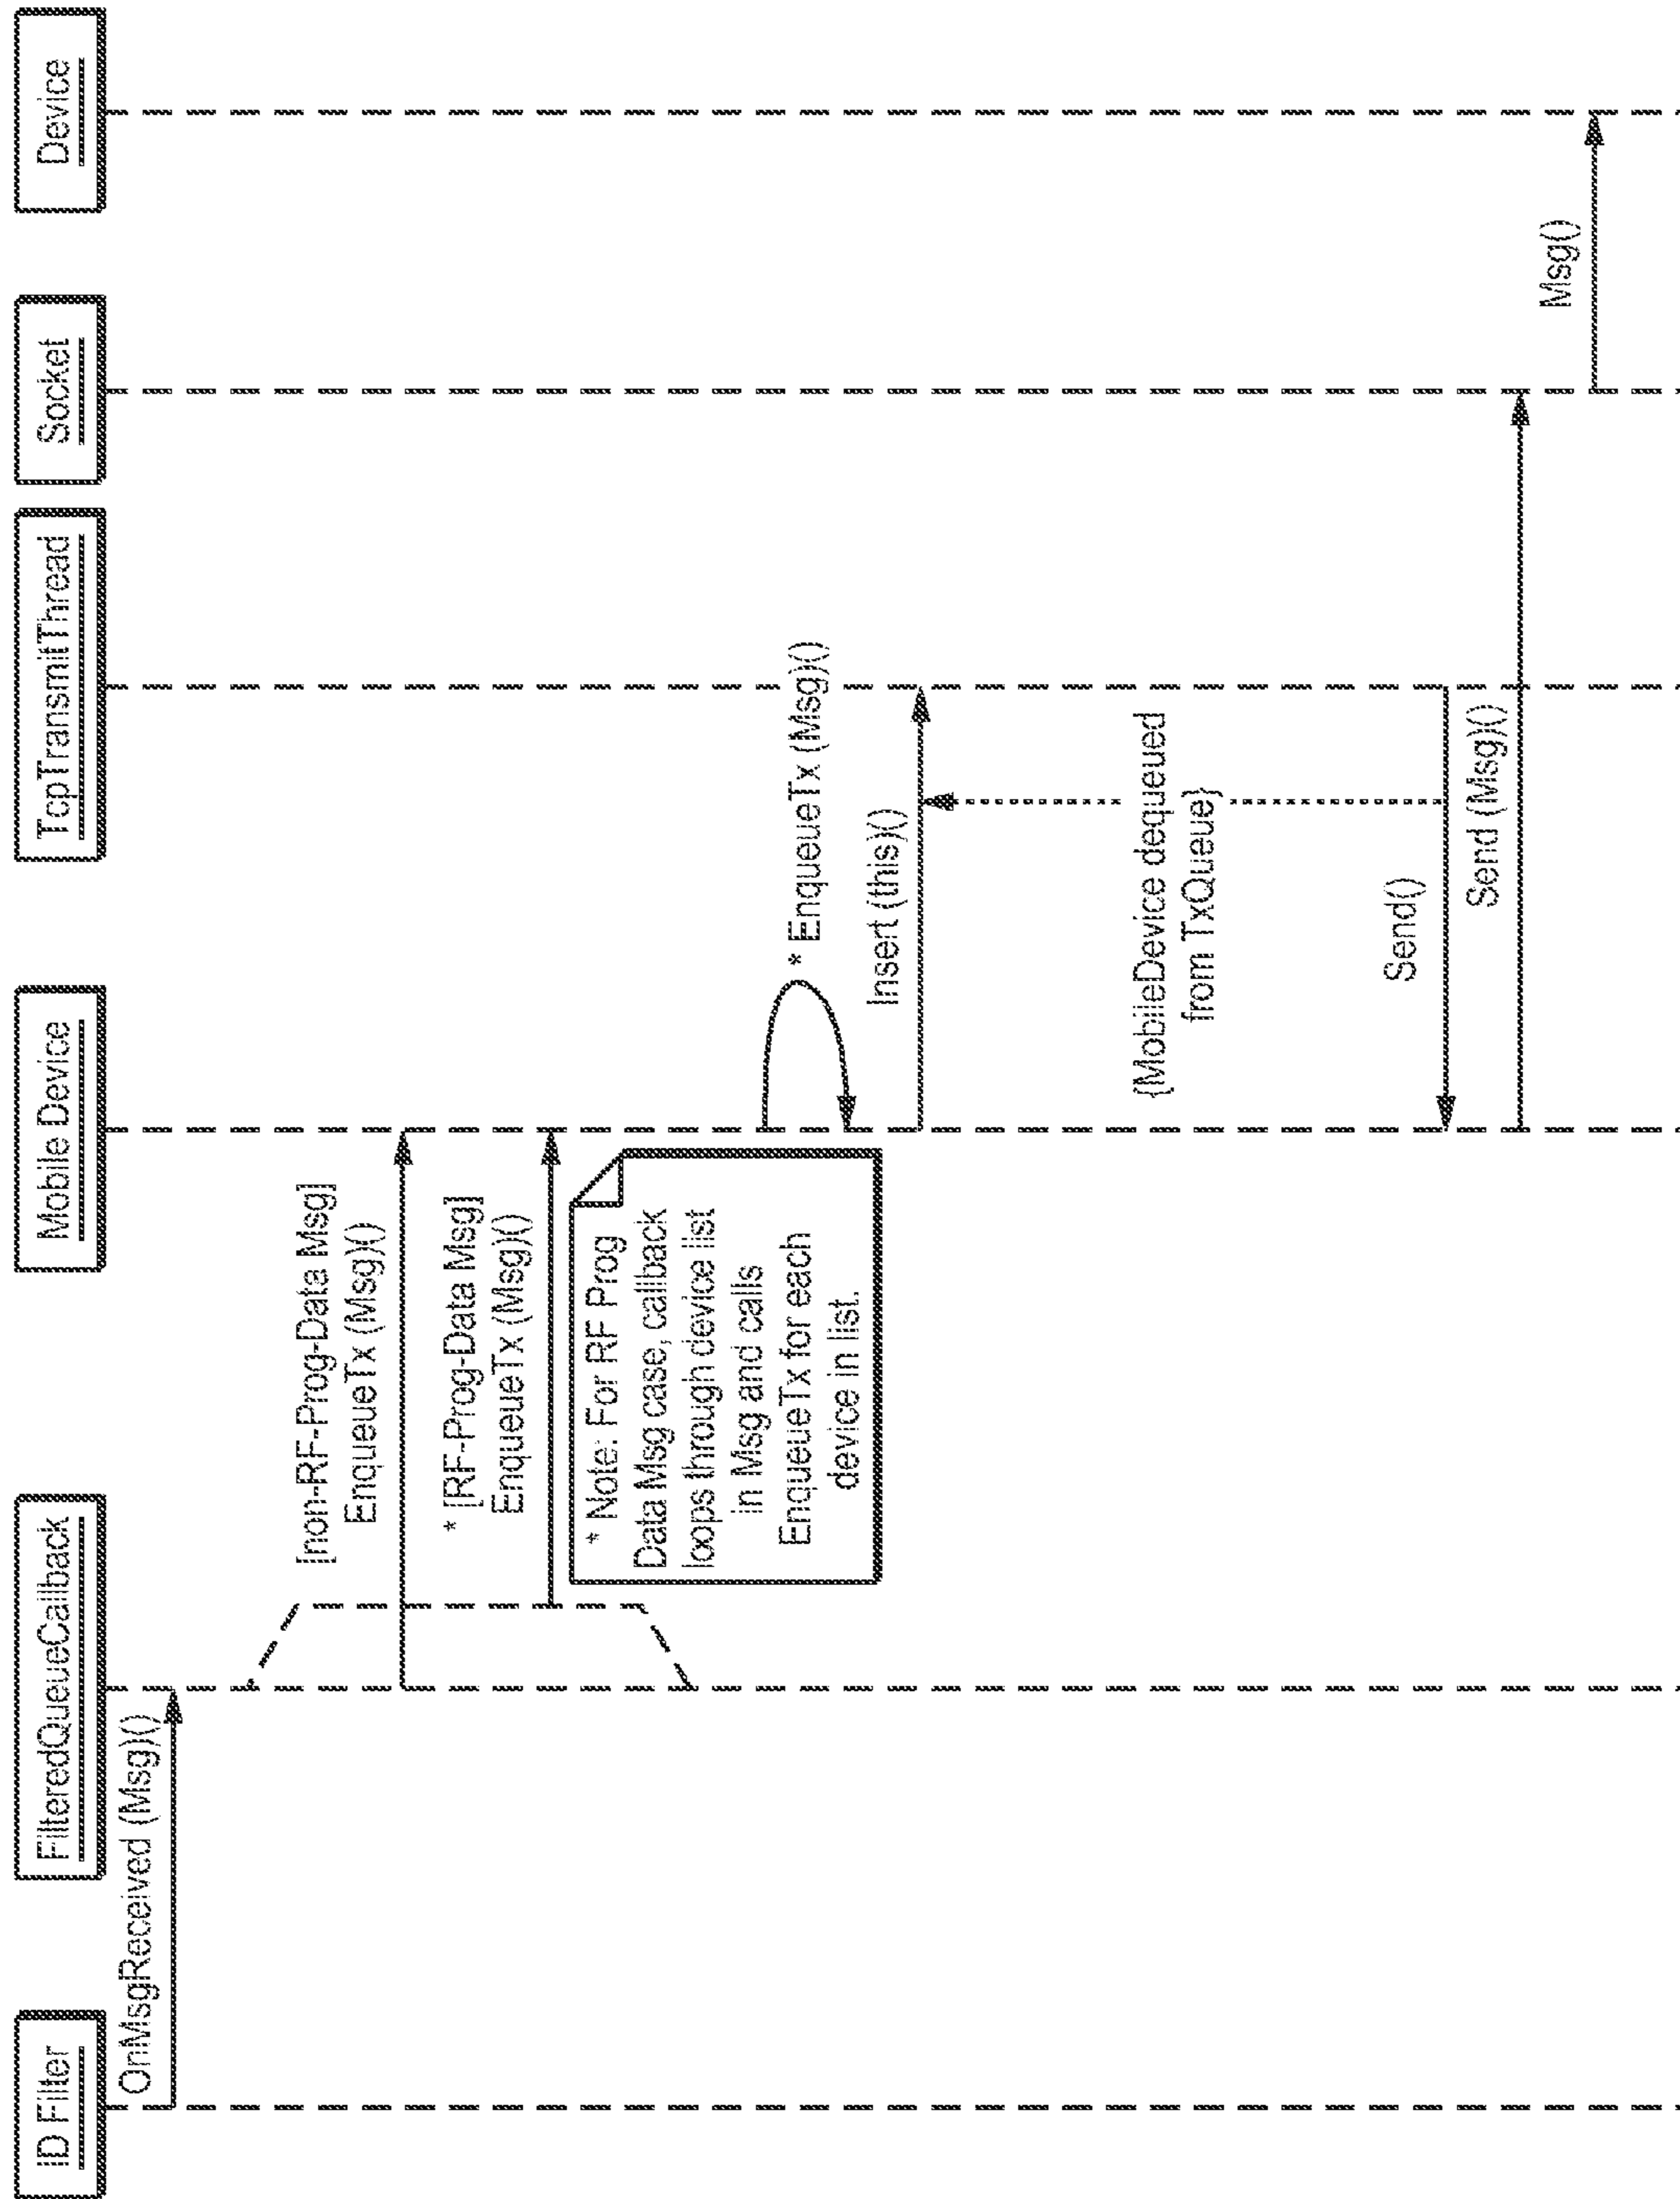 ID Filter
FilteredQueueCallback
Mobile Device
TcpTransmitThread
Socket
Device
OnMsgReceived (Msg)()
[non-RF-Prog-Data Msg]
EnqueueTx (Msg)()
* [RF-Prog-Data Msg]
EnqueueTx (Msg)()
* Note: For RF Prog
Data Msg case, callback
loops through device list
in Msg and calls
EnqueueTx for each
device in list.
* EnqueueTx (Msg)()
Insert (this)()
{MobileDevice dequeued
from TxQueue}
Send()
Send (Msg)()
Msg()